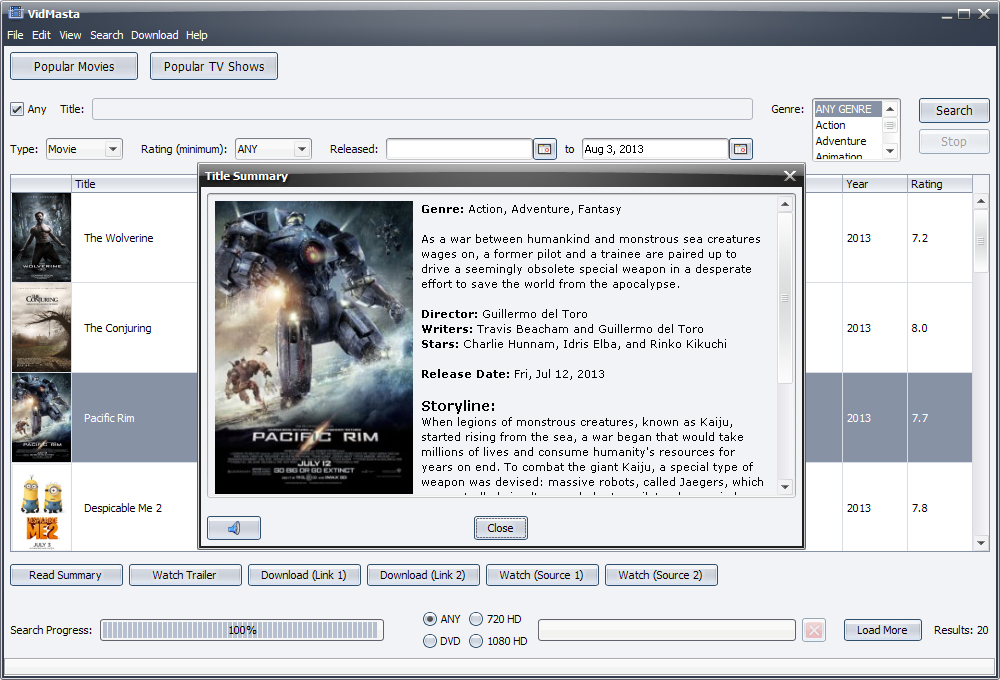 VidMasta
File Edit View Search Download Help
Popular Movies Popular TV Shows
Any Title: Genre: ANY GENRE Search
Action
Adventure Stop
Animation
Type: Movie Rating (minimum): ANY Released: to Aug 3, 2013
Title Year Rating
The Wolverine 2013 7.2
The Conjuring 2013 8.0
Pacific Rim 2013 7.7
Despicable Me 2 2013 7.8
WOLVERINE
THE CONJURING
PACIFIC RIM
DESPICABLE
ME2
JULY 3
Title Summary
PACIFIC RIM
JULY 12
GO BIG OR GO EXTINCT
Genre: Action, Adventure, Fantasy
As a war between humankind and monstrous sea creatures
wages on, a former pilot and a trainee are paired up to
drive a seemingly obsolete special weapon in a desperate
effort to save the world from the apocalypse.
Director: Guillermo del Toro
Writers: Travis Beacham and Guillermo del Toro
Stars: Charlie Hunnam, Idris Elba, and Rinko Kikuchi
Release Date: Fri, Jul 12, 2013
Storyline:
When legions of monstrous creatures, known as Kaiju,
started rising from the sea, a war began that would take
millions of lives and consume humanity's resources for
years on end. To combat the giant Kaiju, a special type of
weapon was devised: massive robots, called Jaegers, which
Close
Read Summary Watch Trailer Download (Link 1) Download (Link 2) Watch (Source 1) Watch (Source 2)
Search Progress: 100% ANY 720 HD
DVD 1080 HD
Load More Results: 20